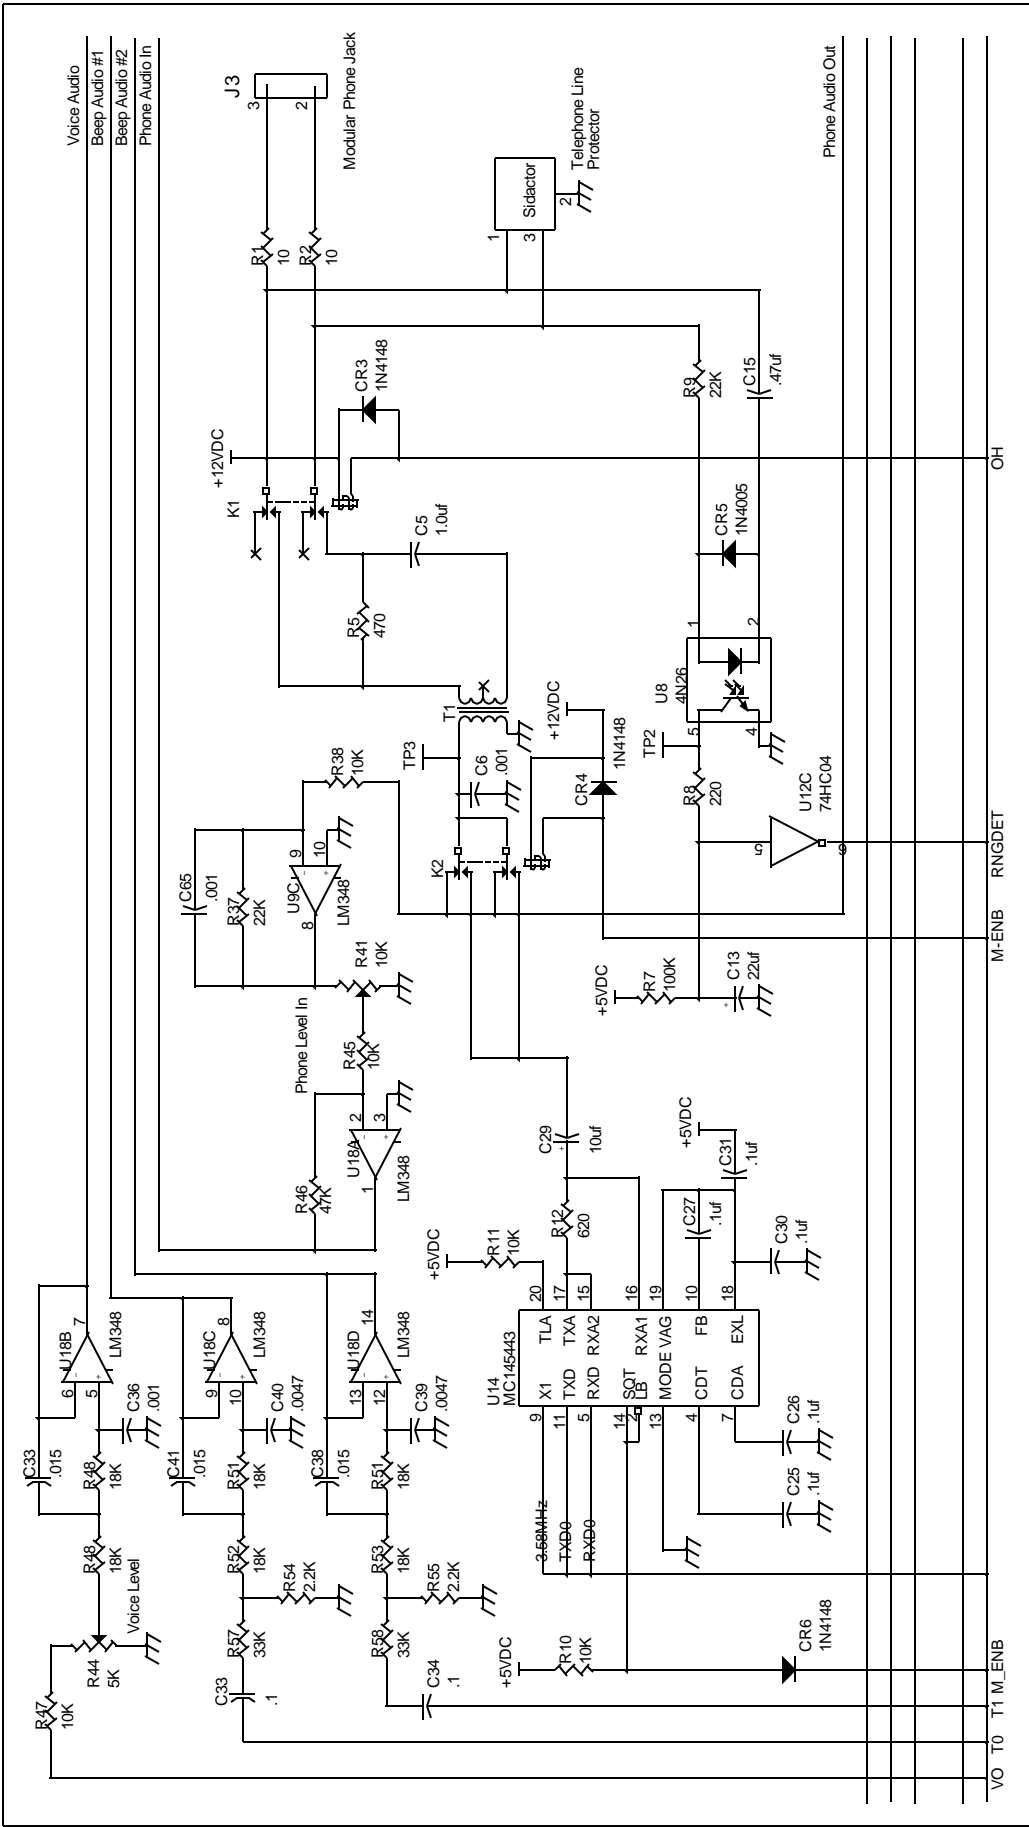 Voice Audio
Beep Audio #1
Beep Audio #2
Phone Audio In
J3
3
2
Modular Phone Jack
R1
10
R2
10
Sidactor
1
3
2
Telephone Line
Protector
Phone Audio Out
+12VDC
K1
CR3
1N4148
C5
1.0uf
R5
470
R9
22K
C15
.47uf
OH
CR5
1N4005
1
2
U8
4N26
5
4
TP2
R8
220
U12C
74HC04
5
6
RNGDET
T1
TP3
C6
.001
+12VDC
CR4
1N4148
K2
M-ENB
R38
10K
C65
.001
R37
22K
9
10
-
+
U9C
8
LM348
R41
10K
Phone Level In
R45
10K
2
3
-
+
U18A
1
LM348
R46
47K
+5VDC
R7
100K
C13
22uf
+
C29
10uf
+
R12
620
+5VDC
R11
10K
+5VDC
C31
.1uf
C27
.1uf
C30
.1uf
U14
MC145443
20
17
15
16
19
10
18
TLA
TXA
RXA2
RXA1
VAG
FB
EXL
X1
TXD
RXD
SQT
LB
MODE
CDT
CDA
9
11
5
14
2
13
4
7
3.58MHz
TXD0
RXD0
C26
.1uf
C25
.1uf
+5VDC
R10
10K
CR6
1N4148
M_ENB
T1
T0
VO
U18B
7
6
5
-
+
LM348
C33
.015
R48
18K
C36
.001
R48
18K
Voice Level
R44
5K
R47
10K
U18C
8
9
10
-
+
LM348
C41
.015
R51
18K
C40
.0047
R52
18K
R54
2.2K
R57
33K
C33
.1
U18D
14
13
12
-
+
LM348
C38
.015
R51
18K
C39
.0047
R53
18K
R55
2.2K
R58
33K
C34
.1